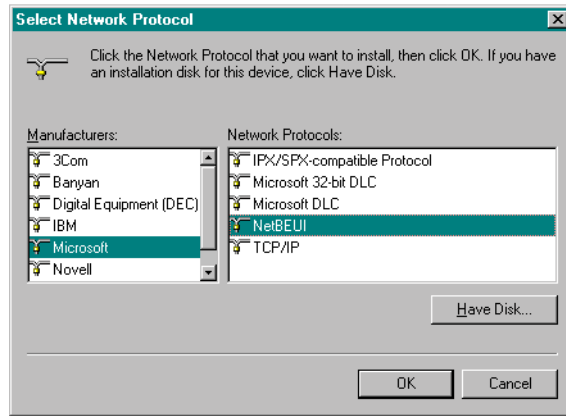 Select Network Protocol
Click the Network Protocol that you want to install, then click OK. If you have
an installation disk for this device, click Have Disk.
Manufacturers:
3Com
Banyan
Digital Equipment (DEC)
IBM
Microsoft
Novell
Network Protocols:
IPX/SPX-compatible Protocol
Microsoft 32-bit DLC
Microsoft DLC
NetBEUI
TCP/IP
Have Disk...
OK
Cancel